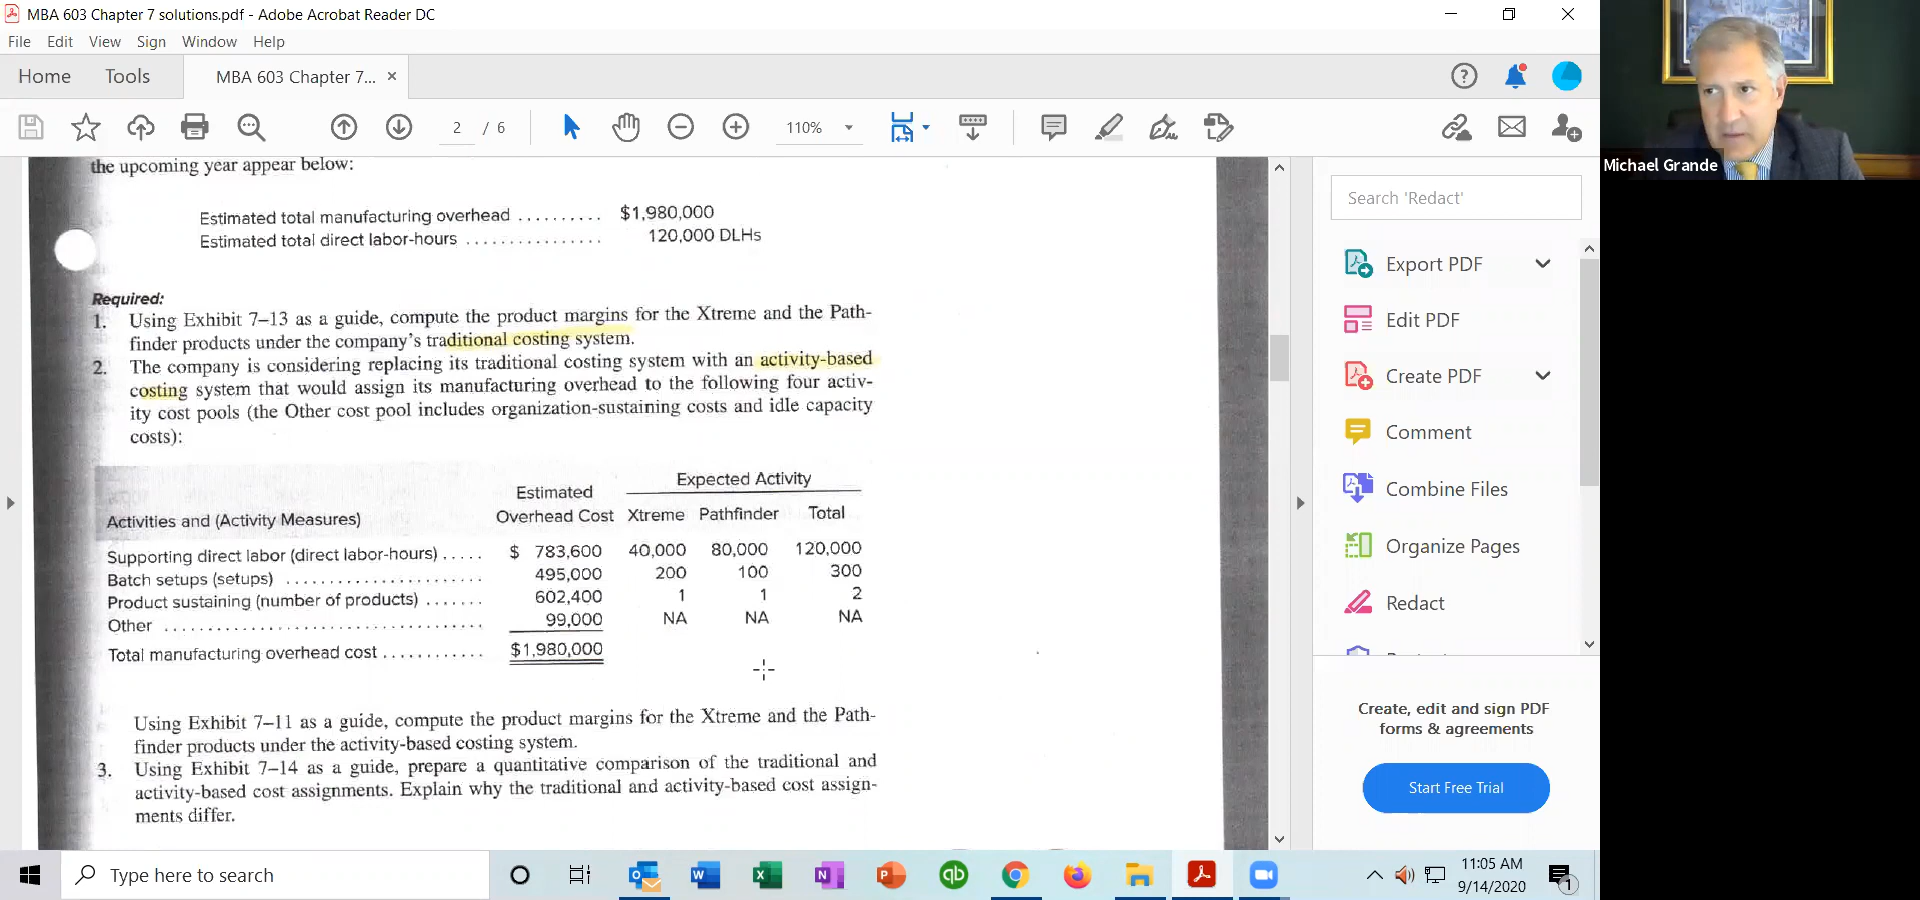 MBA 603 Chapter 7 solutions.pdf - Adobe Acrobat Reader DC
File Edit View Sign Window Help
Home Tools MBA 603 Chapter 7... ×
2 / 6 110%
Michael Grande
the upcoming year appear below:
Estimated total manufacturing overhead .......... $1,980,000
Estimated total direct labor-hours ................ 120,000 DLHs
Required:
1. Using Exhibit 7–13 as a guide, compute the product margins for the Xtreme and the Path-
finder products under the company's traditional costing system.
2. The company is considering replacing its traditional costing system with an activity-based
costing system that would assign its manufacturing overhead to the following four activ-
ity cost pools (the Other cost pool includes organization-sustaining costs and idle capacity
costs):
Expected Activity
Estimated
Activities and (Activity Measures) Overhead Cost Xtreme Pathfinder Total
Supporting direct labor (direct labor-hours) ..... $ 783,600 40,000 80,000 120,000
Batch setups (setups) ......................... 495,000 200 100 300
Product sustaining (number of products) ....... 602,400 1 1 2
Other ......................................... 99,000 NA NA NA
Total manufacturing overhead cost ............ $1,980,000
Using Exhibit 7–11 as a guide, compute the product margins for the Xtreme and the Path-
finder products under the activity-based costing system.
3. Using Exhibit 7–14 as a guide, prepare a quantitative comparison of the traditional and
activity-based cost assignments. Explain why the traditional and activity-based cost assign-
ments differ.
Search 'Redact'
Export PDF
Edit PDF
Create PDF
Comment
Combine Files
Organize Pages
Redact
Create, edit and sign PDF
forms & agreements
Start Free Trial
Type here to search
11:05 AM
9/14/2020
1